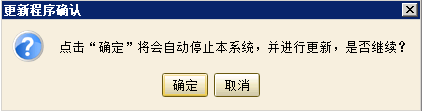 更新程序确认
点击“确定”将会自动停止本系统，并进行更新，是否继续？
确定 取消